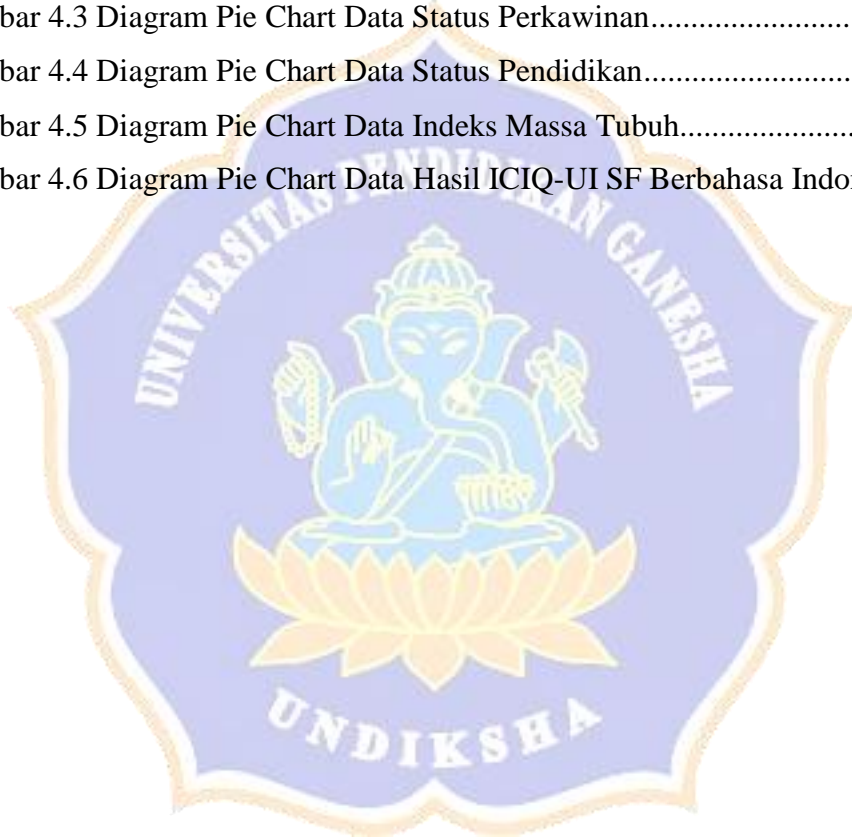 bar 4.3 Diagram Pie Chart Data Status Perkawinan.........................
bar 4.4 Diagram Pie Chart Data Status Pendidikan..........................
bar 4.5 Diagram Pie Chart Data Indeks Massa Tubuh......................
bar 4.6 Diagram Pie Chart Data Hasil ICIQ-UI SF Berbahasa Indo
UNIVERSITAS PENDIDIKAN GANESHA
UNDIKSHA